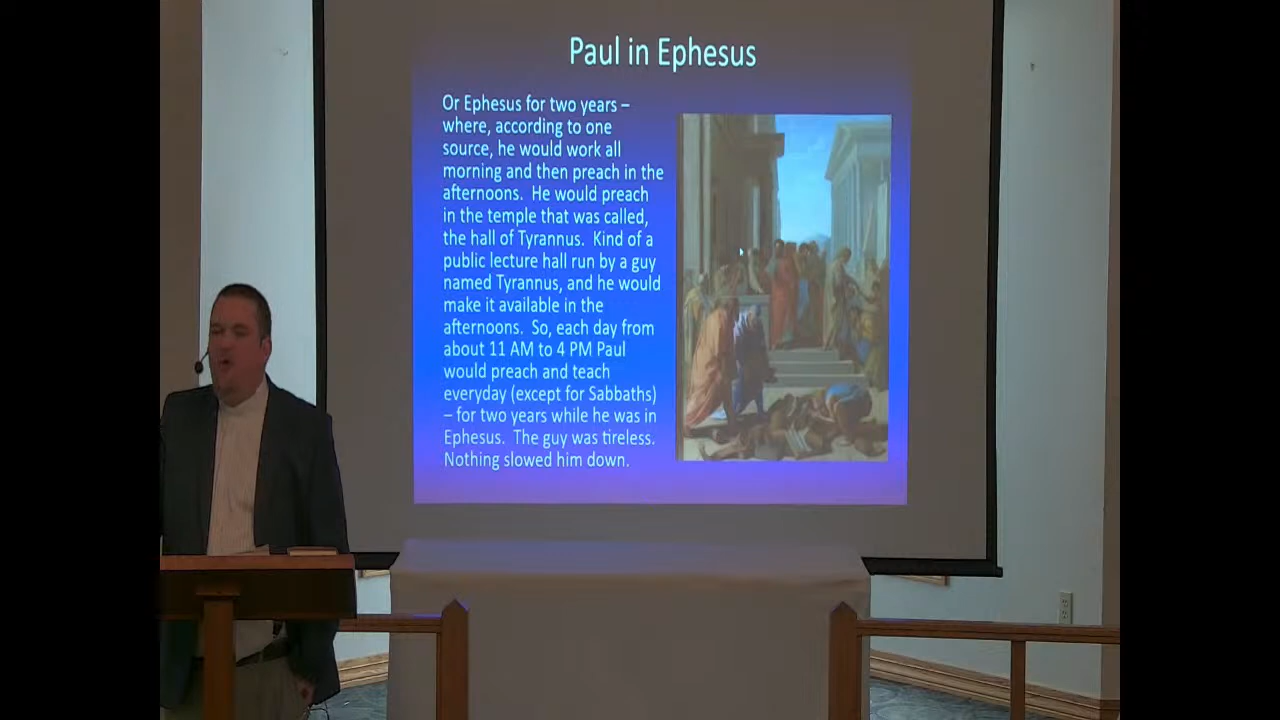 Paul in Ephesus
Or Ephesus for two years –
where, according to one
source, he would work all
morning and then preach in the
afternoons.  He would preach
in the temple that was called,
the hall of Tyrannus.  Kind of a
public lecture hall run by a guy
named Tyrannus, and he would
make it available in the
afternoons.  So, each day from
about 11 AM to 4 PM Paul
would preach and teach
everyday (except for Sabbaths)
– for two years while he was in
Ephesus.  The guy was tireless.
Nothing slowed him down.